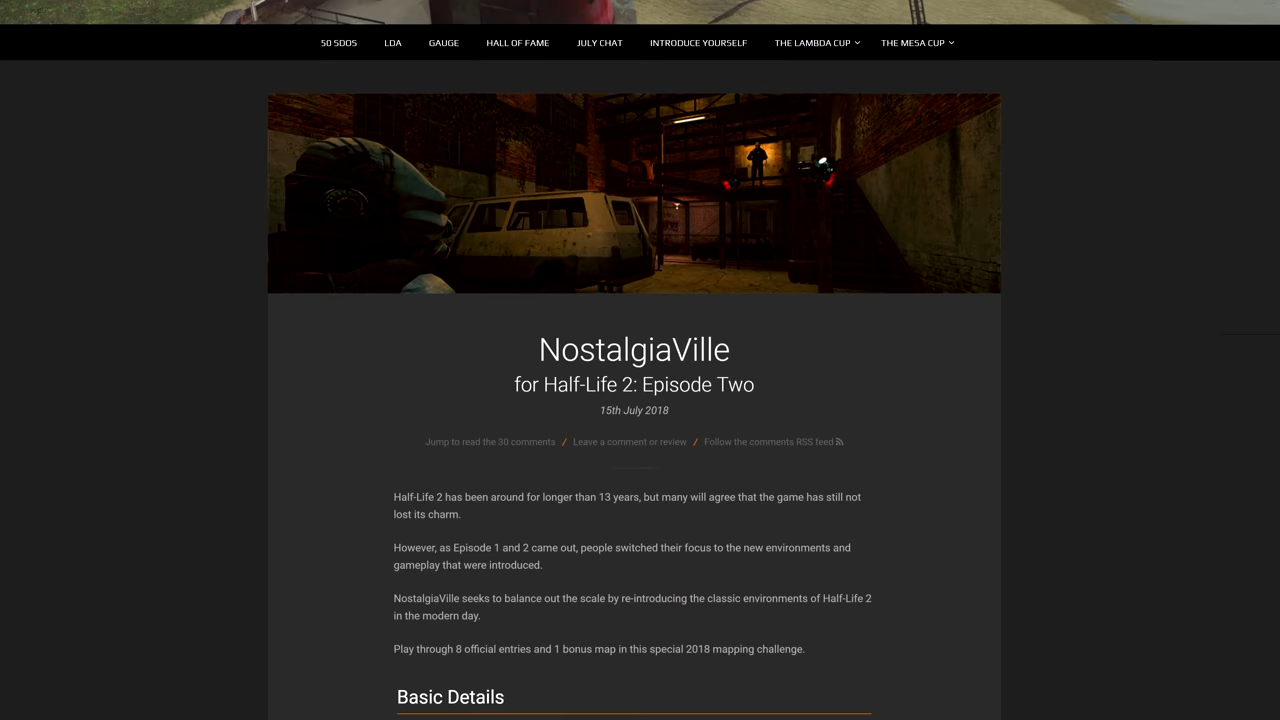 50 SDOS LDA GAUGE HALL OF FAME JULY CHAT INTRODUCE YOURSELF THE LAMBDA CUP THE MESA CUP
NostalgiaVille
for Half-Life 2: Episode Two
15th July 2018
Jump to read the 30 comments / Leave a comment or review / Follow the comments RSS feed
Half-Life 2 has been around for longer than 13 years, but many will agree that the game has still not
lost its charm.
However, as Episode 1 and 2 came out, people switched their focus to the new environments and
gameplay that were introduced.
NostalgiaVille seeks to balance out the scale by re-introducing the classic environments of Half-Life 2
in the modern day.
Play through 8 official entries and 1 bonus map in this special 2018 mapping challenge.
Basic Details